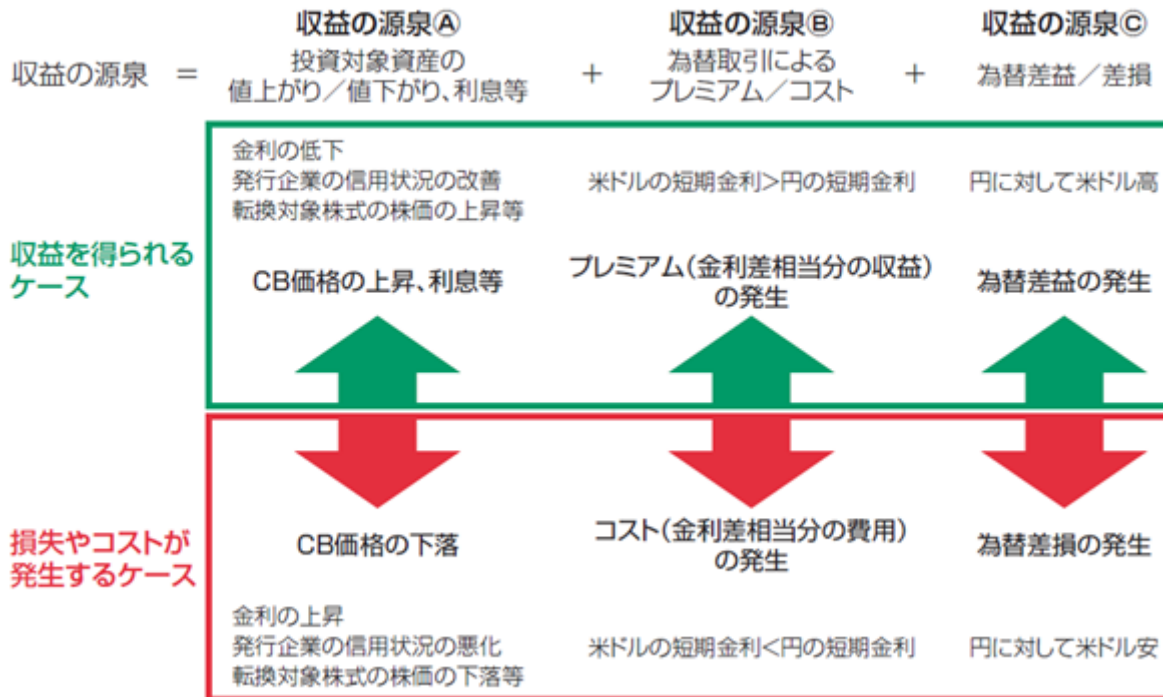 収益の源泉Ⓐ
収益の源泉Ⓑ
収益の源泉Ⓒ
収益の源泉 =
投資対象資産の
値上がり／値下がり、利息等
+
為替取引による
プレミアム／コスト
+
為替差益／差損
収益を得られる
ケース
金利の低下
発行企業の信用状況の改善
転換対象株式の株価の上昇等
米ドルの短期金利>円の短期金利
円に対して米ドル高
CB価格の上昇、利息等
プレミアム(金利差相当分の収益)
の発生
為替差益の発生
損失やコストが
発生するケース
CB価格の下落
コスト(金利差相当分の費用)
の発生
為替差損の発生
金利の上昇
発行企業の信用状況の悪化
転換対象株式の株価の下落等
米ドルの短期金利<円の短期金利
円に対して米ドル安